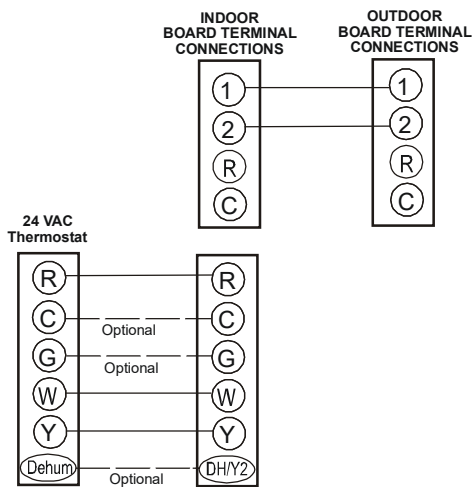 INDOOR
BOARD TERMINAL
CONNECTIONS
OUTDOOR
BOARD TERMINAL
CONNECTIONS
1 1
2 2
R R
C C
24 VAC
Thermostat
R R
C C
Optional
G G
Optional
W W
Y Y
Dehum DH/Y2
Optional